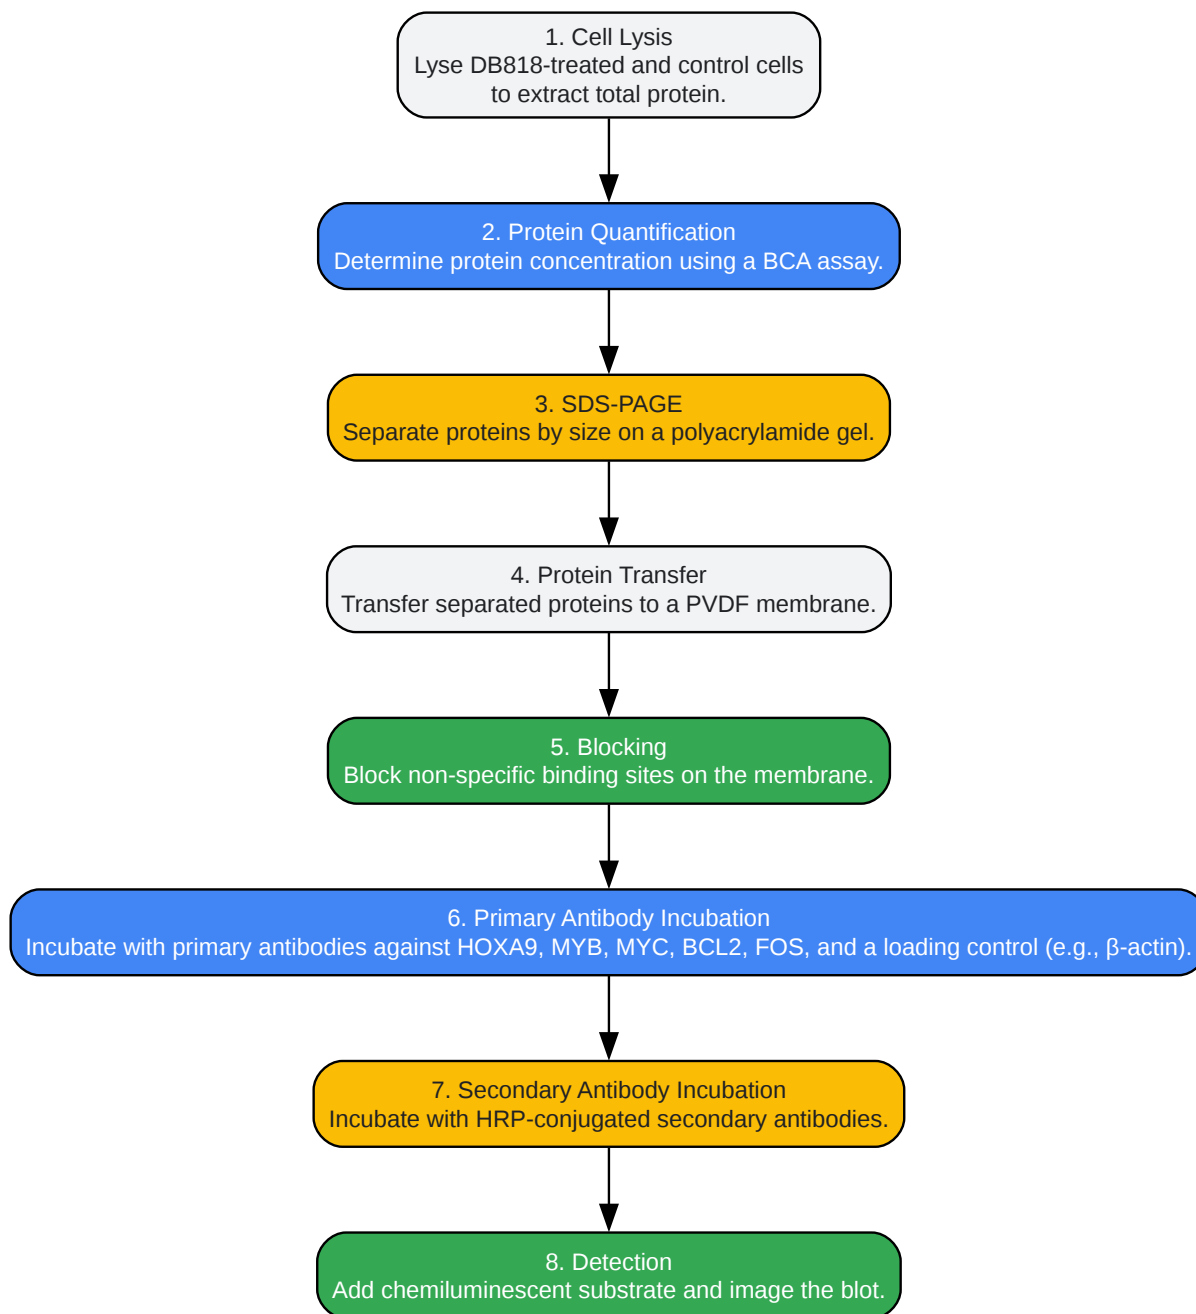 1. Cell Lysis
Lyse DB818-treated and control cells
to extract total protein.
2. Protein Quantification
Determine protein concentration using a BCA assay.
3. SDS-PAGE
Separate proteins by size on a polyacrylamide gel.
4. Protein Transfer
Transfer separated proteins to a PVDF membrane.
5. Blocking
Block non-specific binding sites on the membrane.
6. Primary Antibody Incubation
Incubate with primary antibodies against HOXA9, MYB, MYC, BCL2, FOS, and a loading control (e.g., β-actin).
7. Secondary Antibody Incubation
Incubate with HRP-conjugated secondary antibodies.
8. Detection
Add chemiluminescent substrate and image the blot.